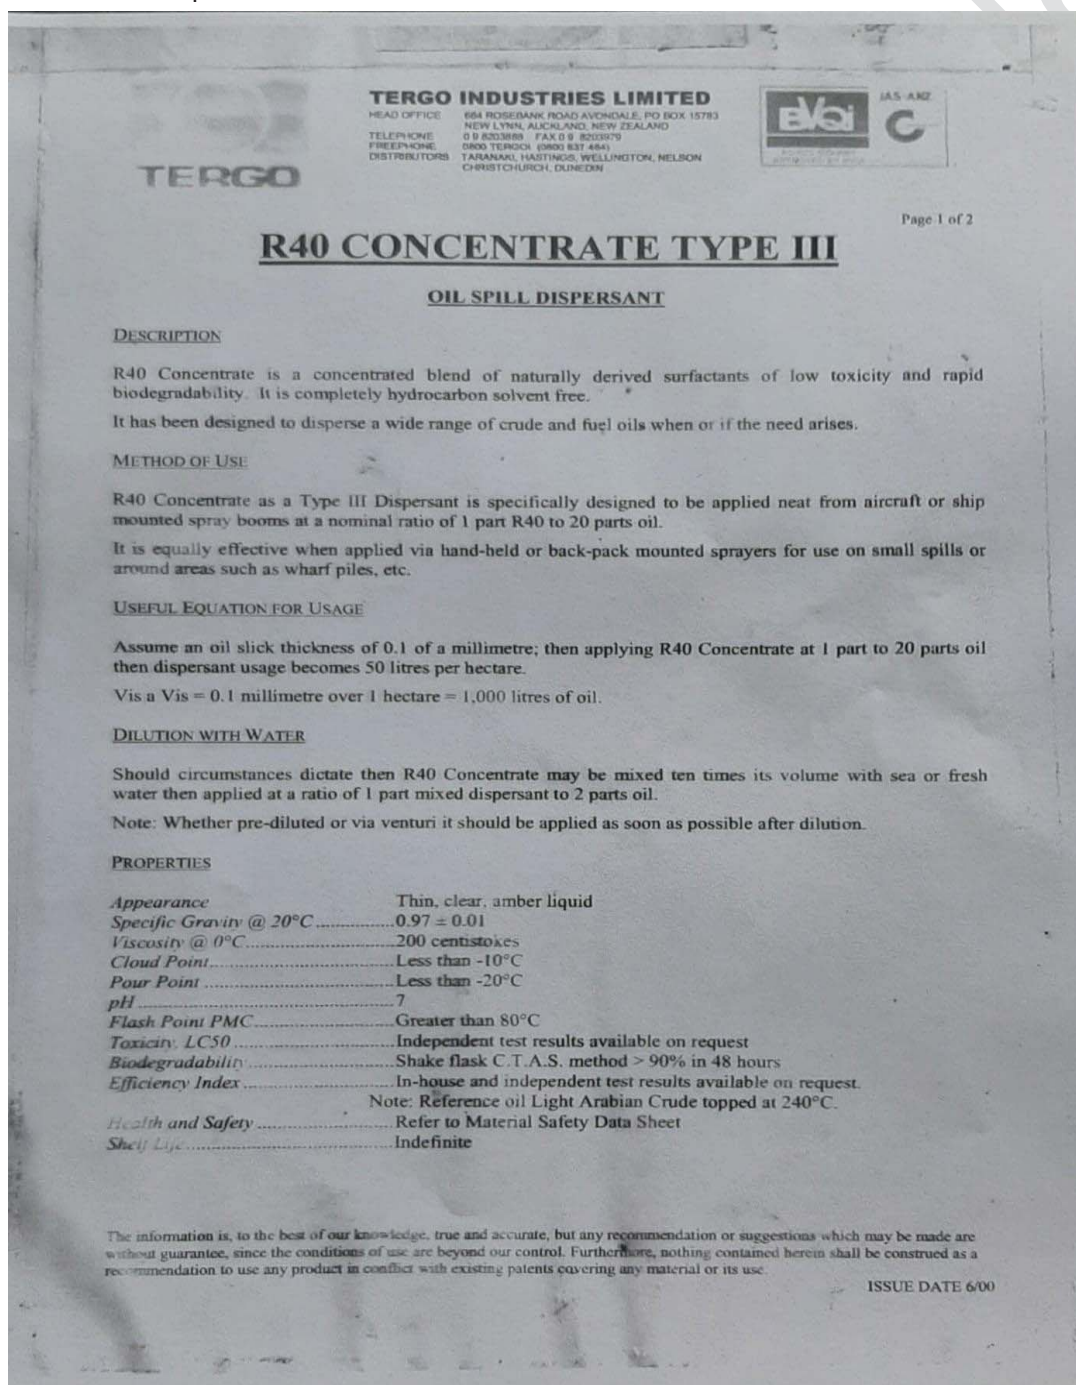 TERGO INDUSTRIES LIMITED
HEAD OFFICE 684 ROSEBANK ROAD AVONDALE, PO BOX 15783
NEW LYNN, AUCKLAND, NEW ZEALAND
TELEPHONE 0 9 8203888 FAX 0 9 8203979
FREEPHONE 0800 TERGOI (0800 837 464)
DISTRIBUTORS TARANAKI, HASTINGS, WELLINGTON, NELSON
CHRISTCHURCH, DUNEDIN
TERGO
BVQi
JAS-ANZ
Page 1 of 2
R40 CONCENTRATE TYPE III
OIL SPILL DISPERSANT
DESCRIPTION
R40 Concentrate is a concentrated blend of naturally derived surfactants of low toxicity and rapid
biodegradability. It is completely hydrocarbon solvent free.
It has been designed to disperse a wide range of crude and fuel oils when or if the need arises.
METHOD OF USE
R40 Concentrate as a Type III Dispersant is specifically designed to be applied neat from aircraft or ship
mounted spray booms at a nominal ratio of 1 part R40 to 20 parts oil.
It is equally effective when applied via hand-held or back-pack mounted sprayers for use on small spills or
around areas such as wharf piles, etc.
USEFUL EQUATION FOR USAGE
Assume an oil slick thickness of 0.1 of a millimetre; then applying R40 Concentrate at 1 part to 20 parts oil
then dispersant usage becomes 50 litres per hectare.
Vis a Vis = 0.1 millimetre over 1 hectare = 1,000 litres of oil.
DILUTION WITH WATER
Should circumstances dictate then R40 Concentrate may be mixed ten times its volume with sea or fresh
water then applied at a ratio of 1 part mixed dispersant to 2 parts oil.
Note: Whether pre-diluted or via venturi it should be applied as soon as possible after dilution.
PROPERTIES
Appearance Thin, clear, amber liquid
Specific Gravity @ 20°C ................0.97 ± 0.01
Viscosity @ 0°C..............................200 centistokes
Cloud Point.....................................Less than -10°C
Pour Point ......................................Less than -20°C
pH ...................................................7
Flash Point PMC............................Greater than 80°C
Toxicity, LC50 ................................Independent test results available on request
Biodegradability .............................Shake flask C.T.A.S. method > 90% in 48 hours
Efficiency Index ..............................In-house and independent test results available on request.
Note: Reference oil Light Arabian Crude topped at 240°C.
Health and Safety ...........................Refer to Material Safety Data Sheet
Shelf Life .........................................Indefinite
The information is, to the best of our knowledge, true and accurate, but any recommendation or suggestions which may be made are
without guarantee, since the conditions of use are beyond our control. Furthermore, nothing contained herein shall be construed as a
recommendation to use any product in conflict with existing patents covering any material or its use.
ISSUE DATE 6/00